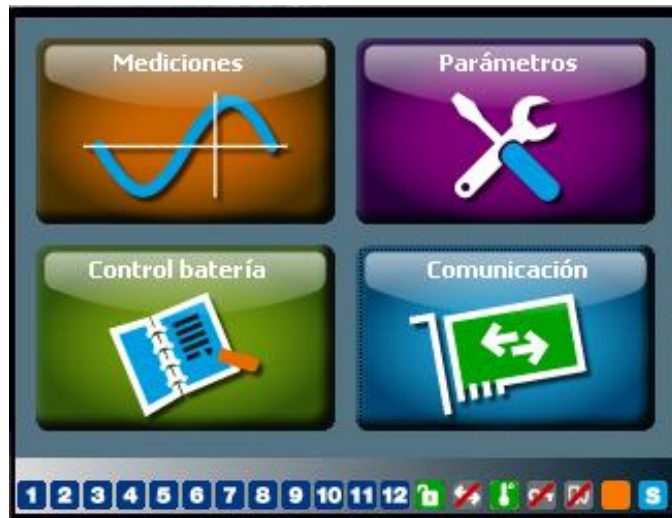 Mediciones
Parámetros
Control batería
Comunicación
1 2 3 4 5 6 7 8 9 10 11 12 S